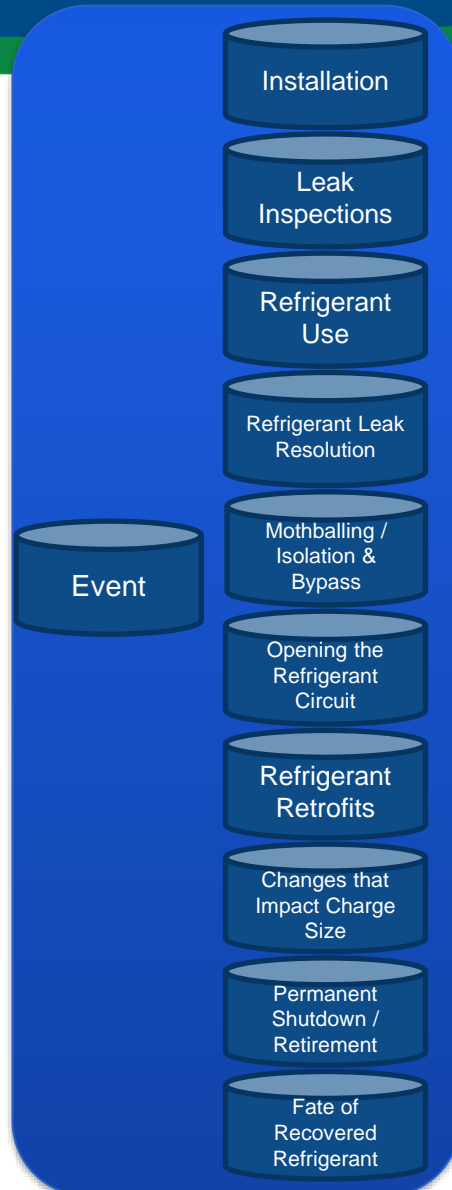 Installation
Leak
Inspections
Refrigerant
Use
Refrigerant Leak
Resolution
Mothballing /
Isolation &
Bypass
Event
Opening the
Refrigerant
Circuit
Refrigerant
Retrofits
Changes that
Impact Charge
Size
Permanent
Shutdown /
Retirement
Fate of
Recovered
Refrigerant